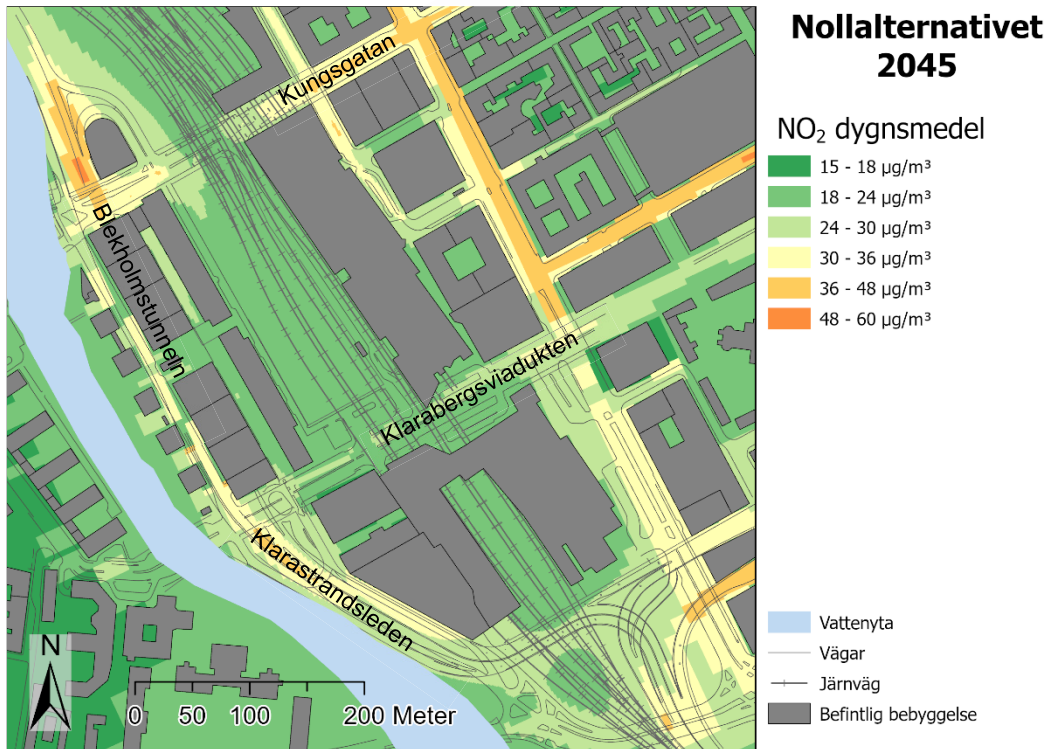 Nollalternativet
2045
NO₂ dygnsmedel
15 - 18 µg/m³
18 - 24 µg/m³
24 - 30 µg/m³
30 - 36 µg/m³
36 - 48 µg/m³
48 - 60 µg/m³
Vattenyta
Vägar
Järnväg
Befintlig bebyggelse
Kungsgatan
Blekholmstunneln
Klarabergsviadukten
Klarastrandsleden
N
0 50 100 200 Meter